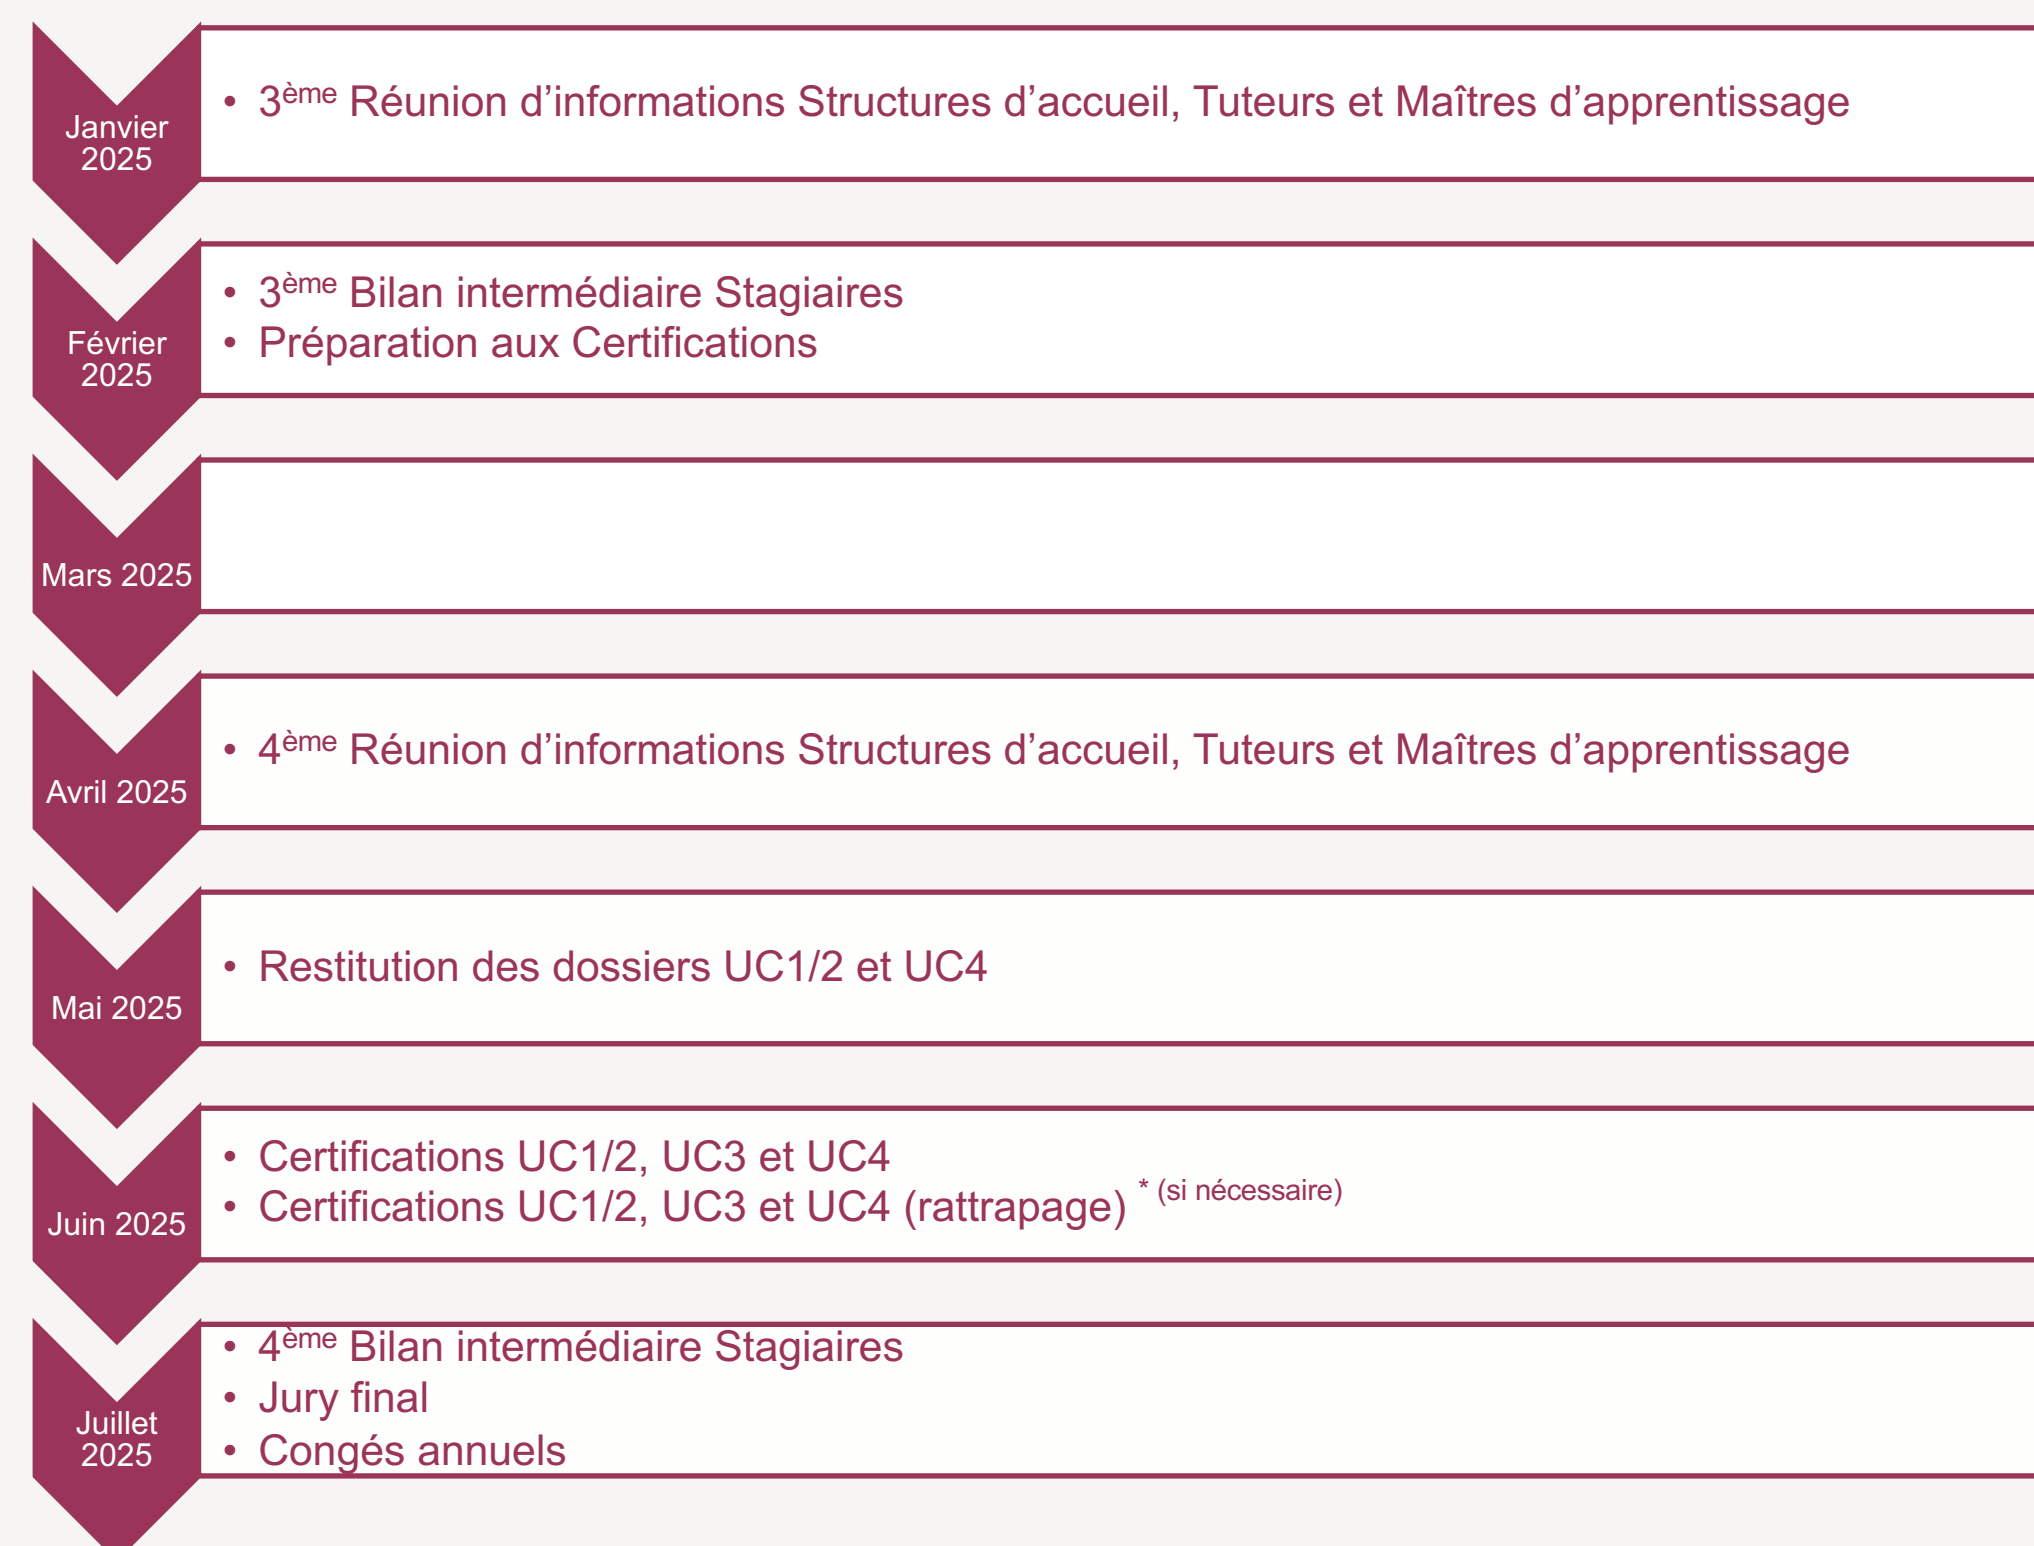 Janvier
2025
• 3ème Réunion d’informations Structures d’accueil, Tuteurs et Maîtres d’apprentissage
Février
2025
• 3ème Bilan intermédiaire Stagiaires
• Préparation aux Certifications
Mars 2025
Avril 2025
• 4ème Réunion d’informations Structures d’accueil, Tuteurs et Maîtres d’apprentissage
Mai 2025
• Restitution des dossiers UC1/2 et UC4
Juin 2025
• Certifications UC1/2, UC3 et UC4
• Certifications UC1/2, UC3 et UC4 (rattrapage) * (si nécessaire)
Juillet
2025
• 4ème Bilan intermédiaire Stagiaires
• Jury final
• Congés annuels